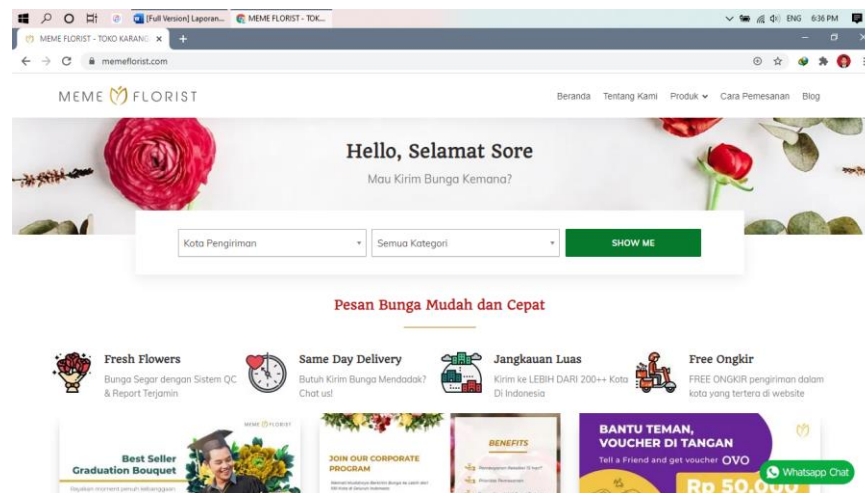 [Full Version] Laporan...
MEME FLORIST - TOK...
ENG 6:36 PM
MEME FLORIST - TOKO KARANG
memeflorist.com
MEME FLORIST
Beranda Tentang Kami Produk Cara Pemesanan Blog
Hello, Selamat Sore
Mau Kirim Bunga Kemana?
Kota Pengiriman
Semua Kategori
SHOW ME
Pesan Bunga Mudah dan Cepat
Fresh Flowers
Bunga Segar dengan Sistem QC
& Report Terjamin
Same Day Delivery
Butuh Kirim Bunga Mendadak?
Chat us!
Jangkauan Luas
Kirim ke LEBIH DARI 200++ Kota
Di Indonesia
Free Ongkir
FREE ONGKIR pengiriman dalam
kota yang tertera di website
MEME FLORIST
Best Seller
Graduation Bouquet
Rayakan moment penuh kebanggaan
JOIN OUR CORPORATE
PROGRAM
BENEFITS
BANTU TEMAN,
VOUCHER DI TANGAN
Tell a Friend and get voucher OVO
Rp 50.000
Whatsapp Chat